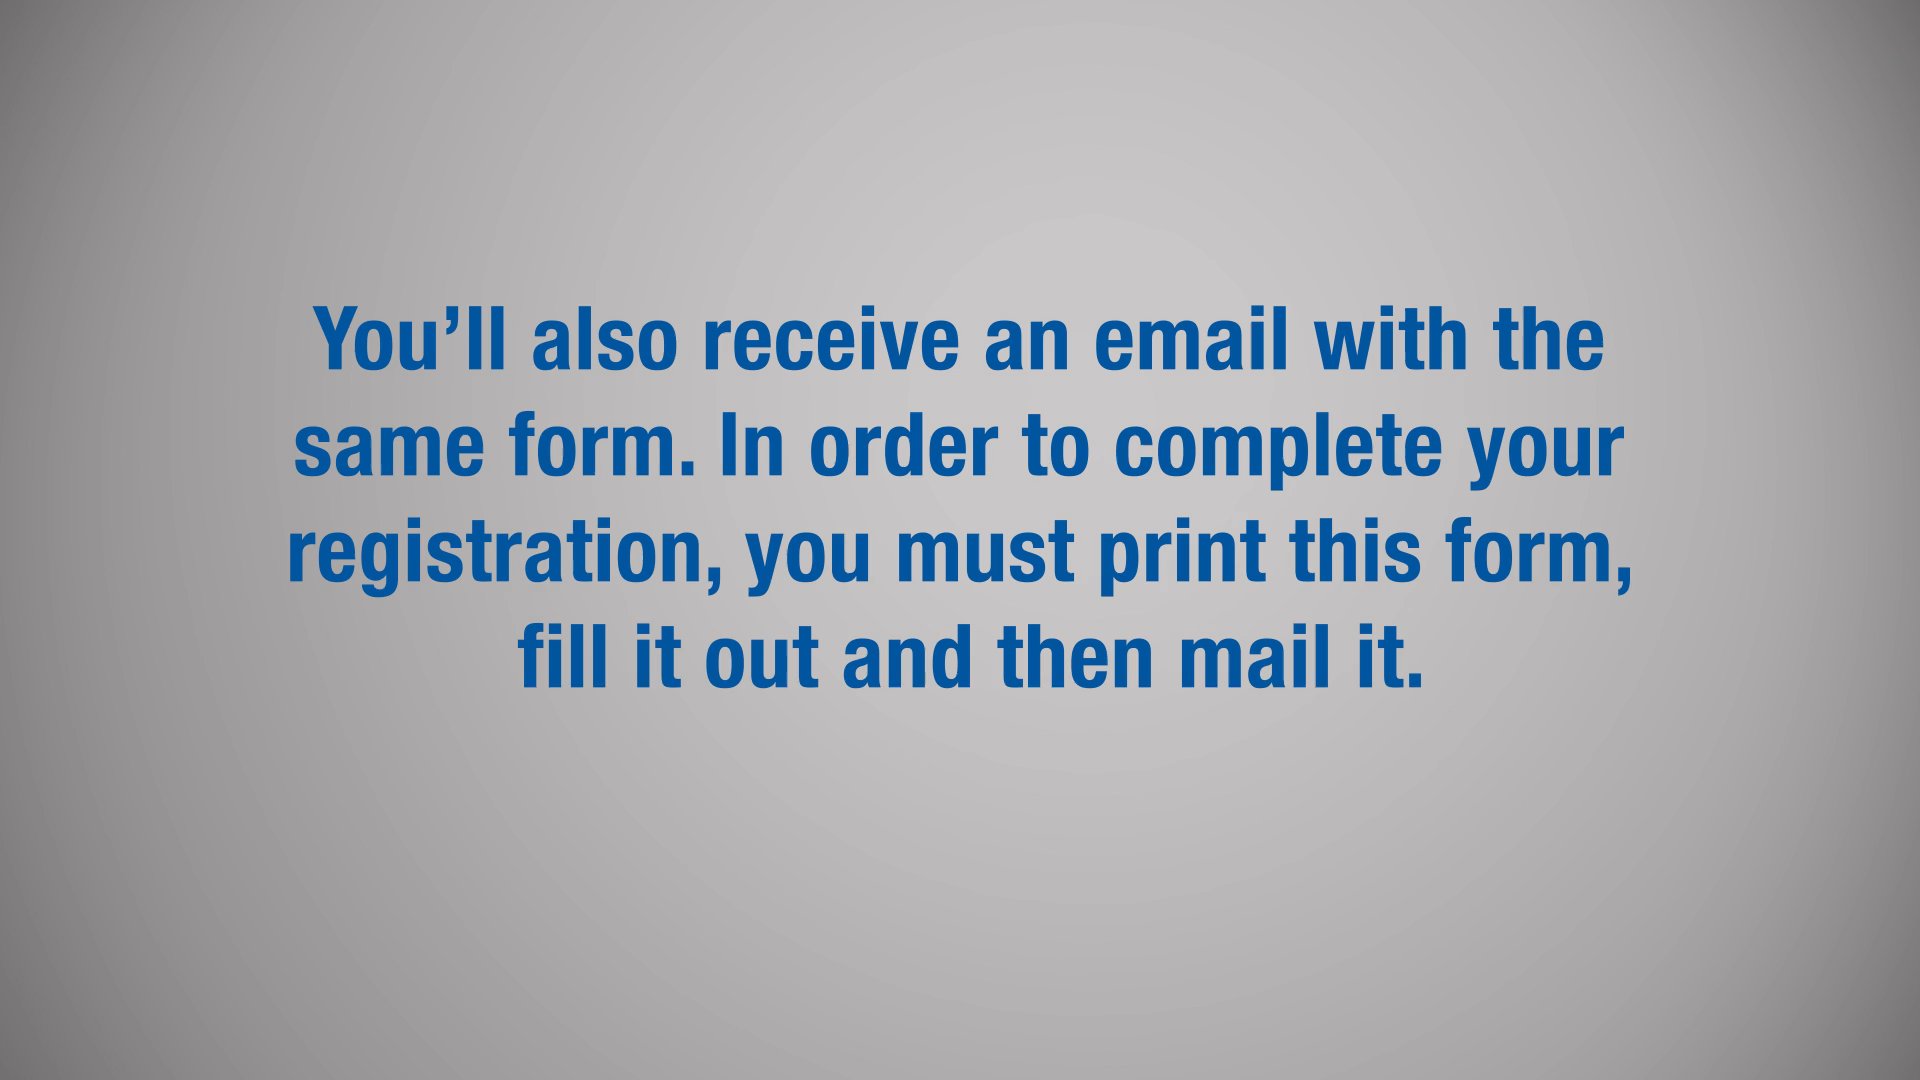 You’ll also receive an email with the
same form. In order to complete your
registration, you must print this form,
fill it out and then mail it.